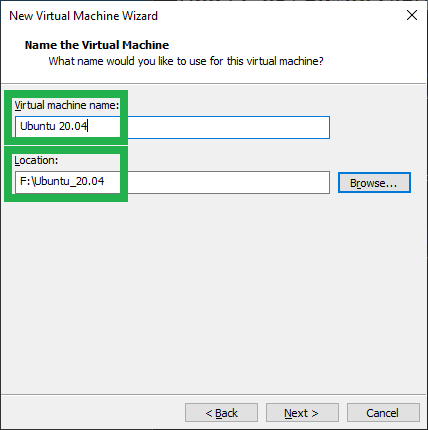 New Virtual Machine Wizard
Name the Virtual Machine
What name would you like to use for this virtual machine?
Virtual machine name:
Ubuntu 20.04
Location:
F:\Ubuntu_20.04
Browse...
< Back
Next >
Cancel